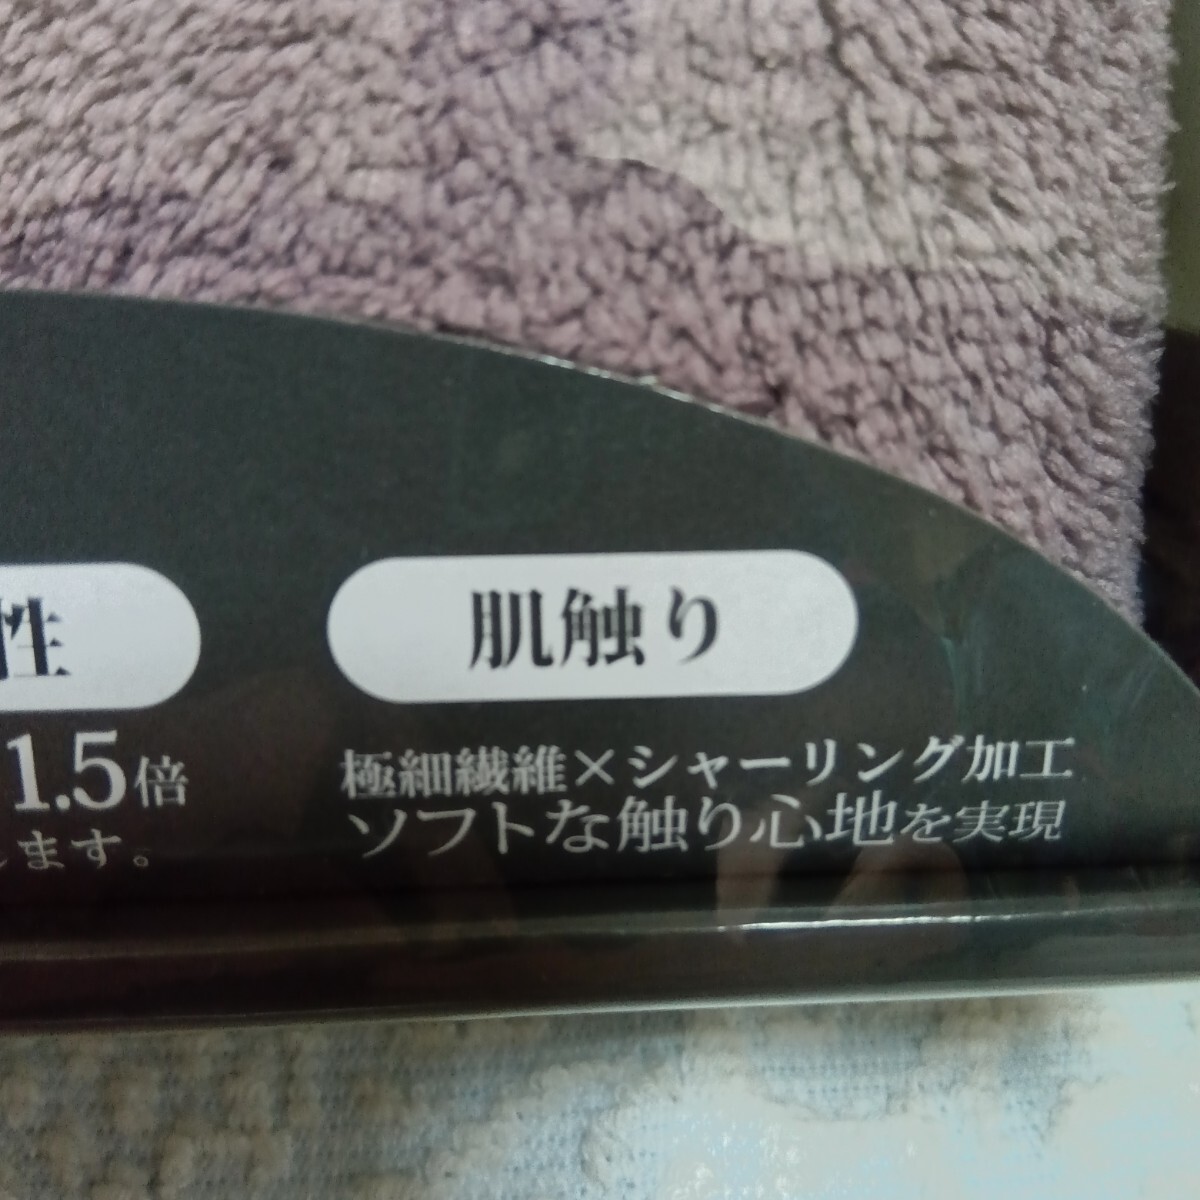 性
1.5倍
します。
肌触り
極細繊維×シャーリング加工
ソフトな触り心地を実現